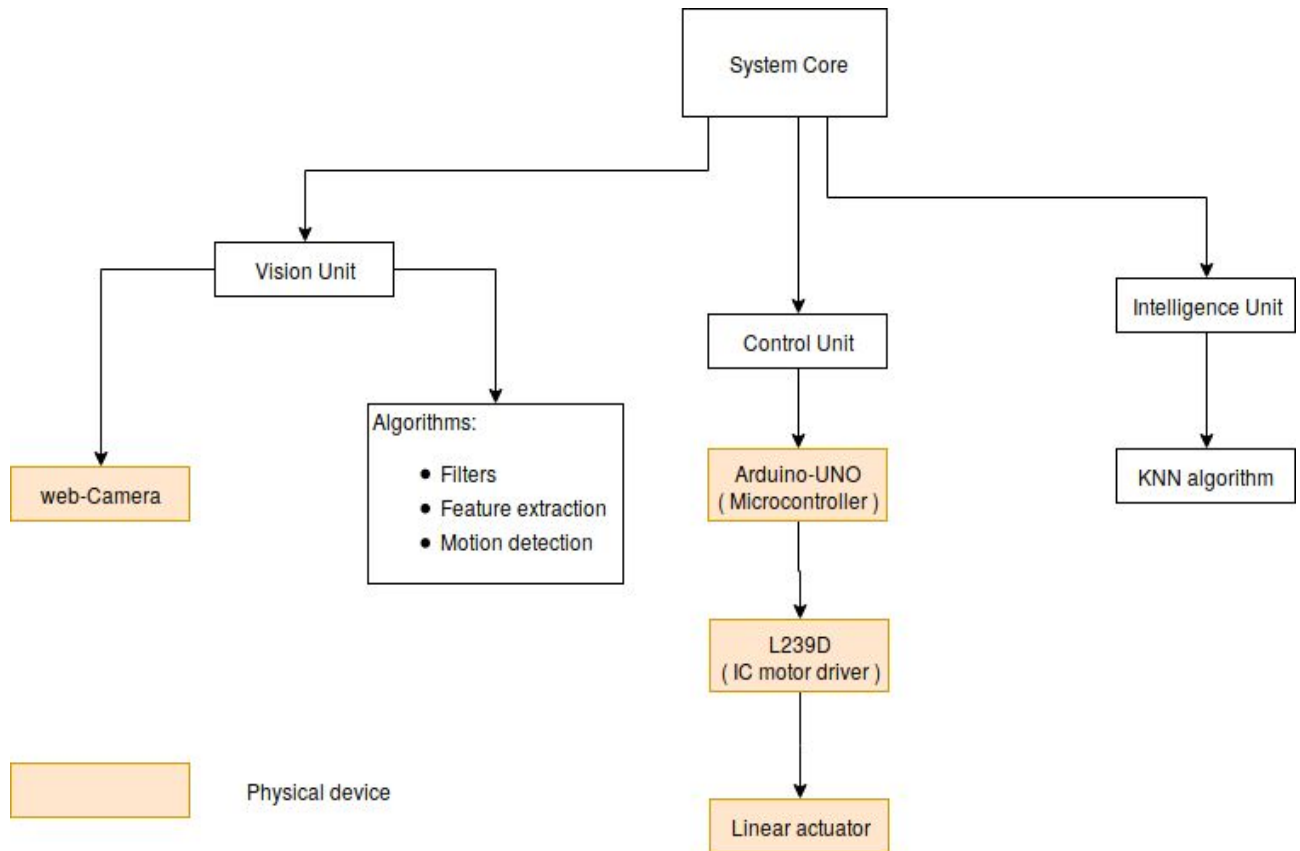 System Core
Vision Unit
Intelligence Unit
Control Unit
Algorithms:
● Filters
● Feature extraction
● Motion detection
web-Camera
Arduino-UNO
( Microcontroller )
KNN algorithm
L239D
( IC motor driver )
Physical device
Linear actuator